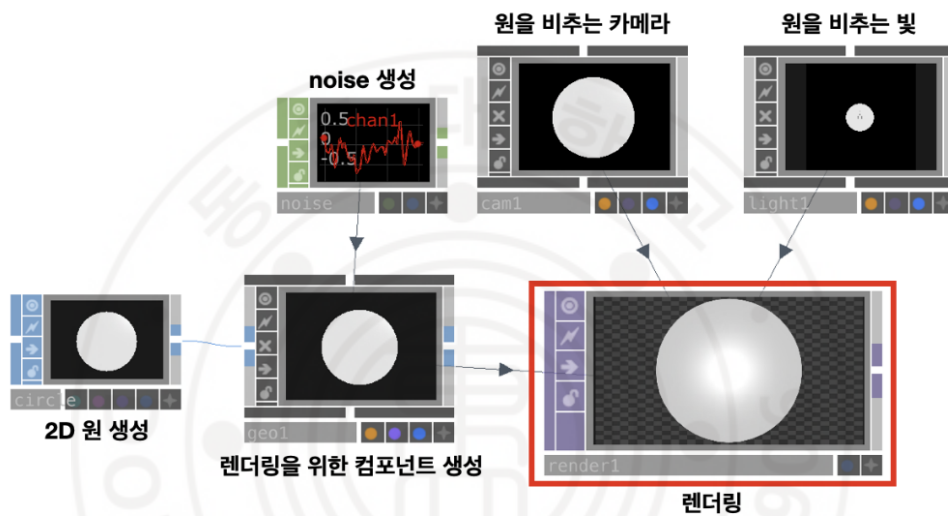 원을 비추는 카메라
원을 비추는 빛
noise 생성
0.5
chan1
0
-0.5
noise
cam1
light1
circle
2D 원 생성
geo1
렌더링을 위한 컴포넌트 생성
render1
렌더링